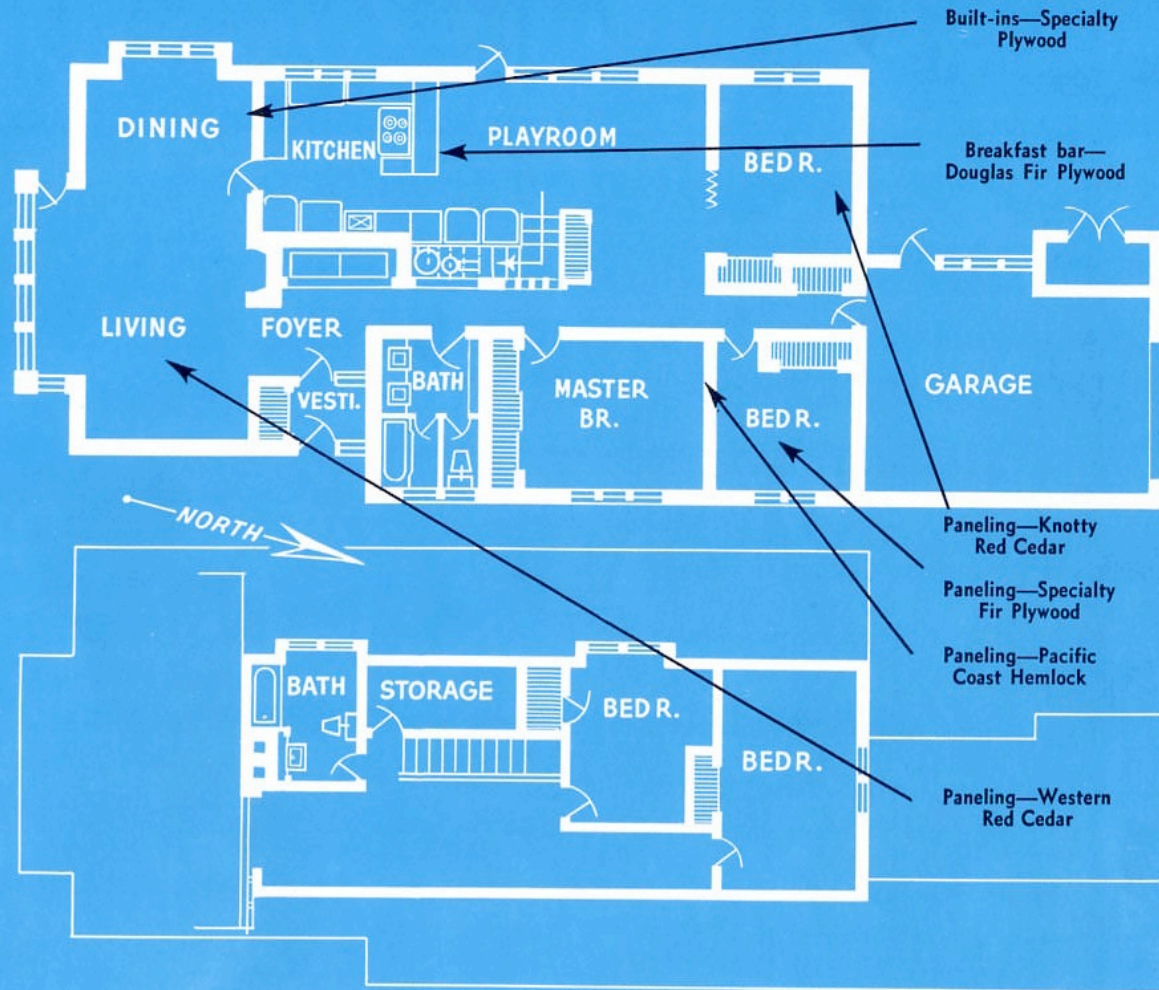 Built-ins—Specialty
Plywood
DINING
KITCHEN
PLAYROOM
BED R.
Breakfast bar—
Douglas Fir Plywood
LIVING
FOYER
VESTI.
BATH
MASTER
BR.
BED R.
GARAGE
NORTH
Paneling—Knotty
Red Cedar
Paneling—Specialty
Fir Plywood
Paneling—Pacific
Coast Hemlock
BATH
STORAGE
BED R.
BED R.
Paneling—Western
Red Cedar